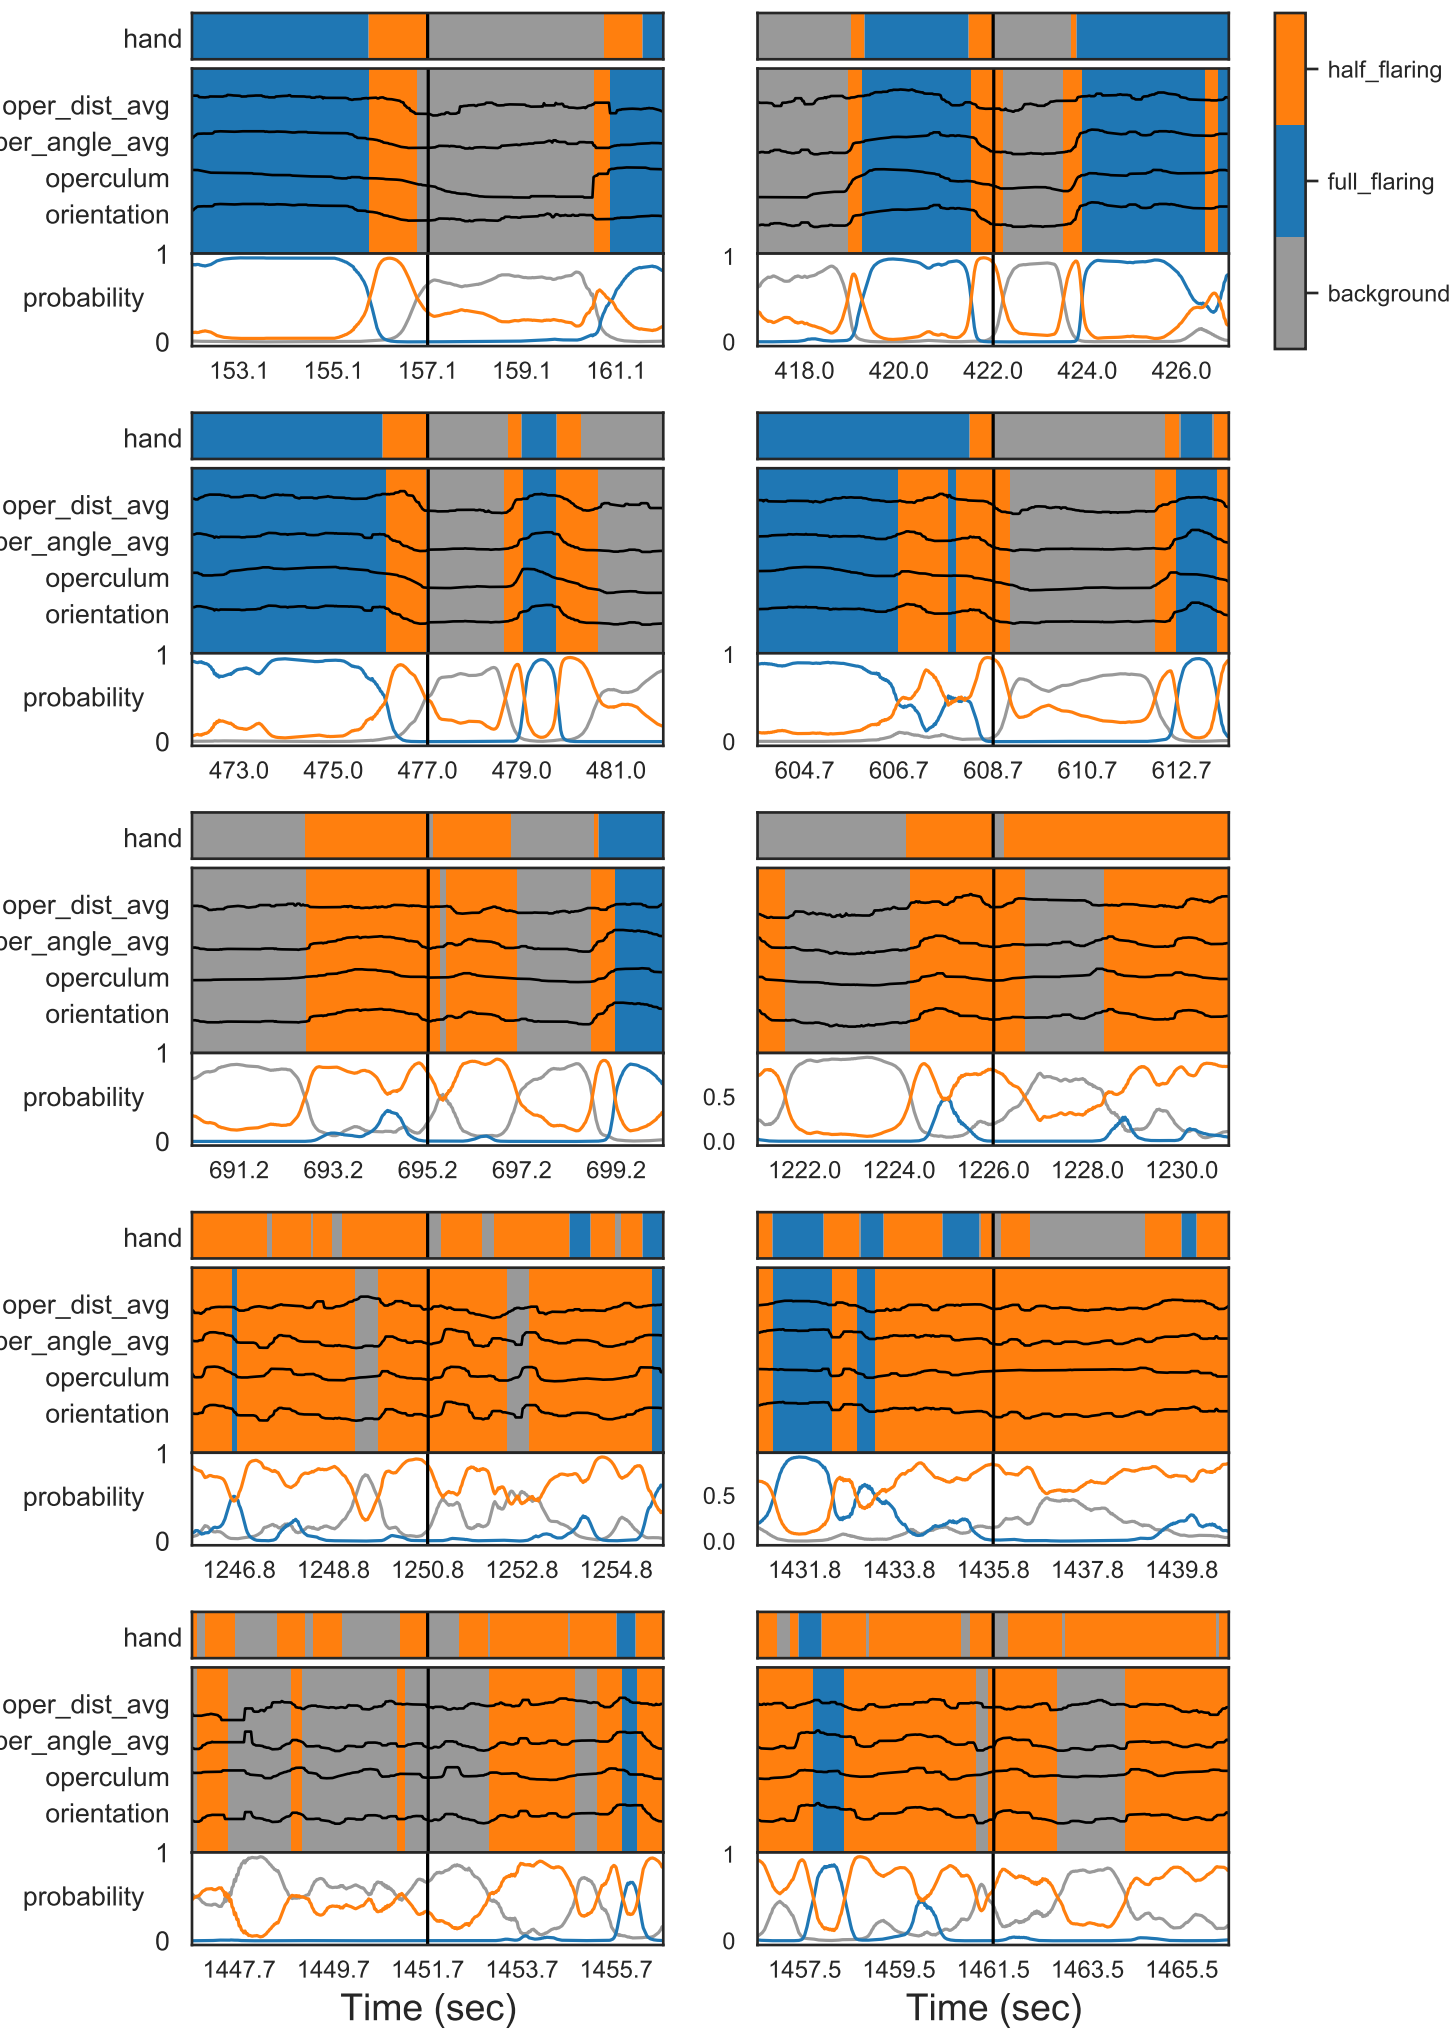 hand
oper_dist_avg
per_angle_avg
operculum
orientation
1
probability
0
153.1 155.1 157.1 159.1 161.1
1
0
418.0 420.0 422.0 424.0 426.0
half_flaring
full_flaring
background
hand
oper_dist_avg
per_angle_avg
operculum
orientation
1
probability
0
473.0 475.0 477.0 479.0 481.0
1
0
604.7 606.7 608.7 610.7 612.7
hand
oper_dist_avg
per_angle_avg
operculum
orientation
1
probability
0
691.2 693.2 695.2 697.2 699.2
0.5
0.0
1222.0 1224.0 1226.0 1228.0 1230.0
hand
oper_dist_avg
per_angle_avg
operculum
orientation
1
probability
0
1246.8 1248.8 1250.8 1252.8 1254.8
0.5
0.0
1431.8 1433.8 1435.8 1437.8 1439.8
hand
oper_dist_avg
per_angle_avg
operculum
orientation
1
probability
0
1447.7 1449.7 1451.7 1453.7 1455.7
Time (sec)
1
0
1457.5 1459.5 1461.5 1463.5 1465.5
Time (sec)